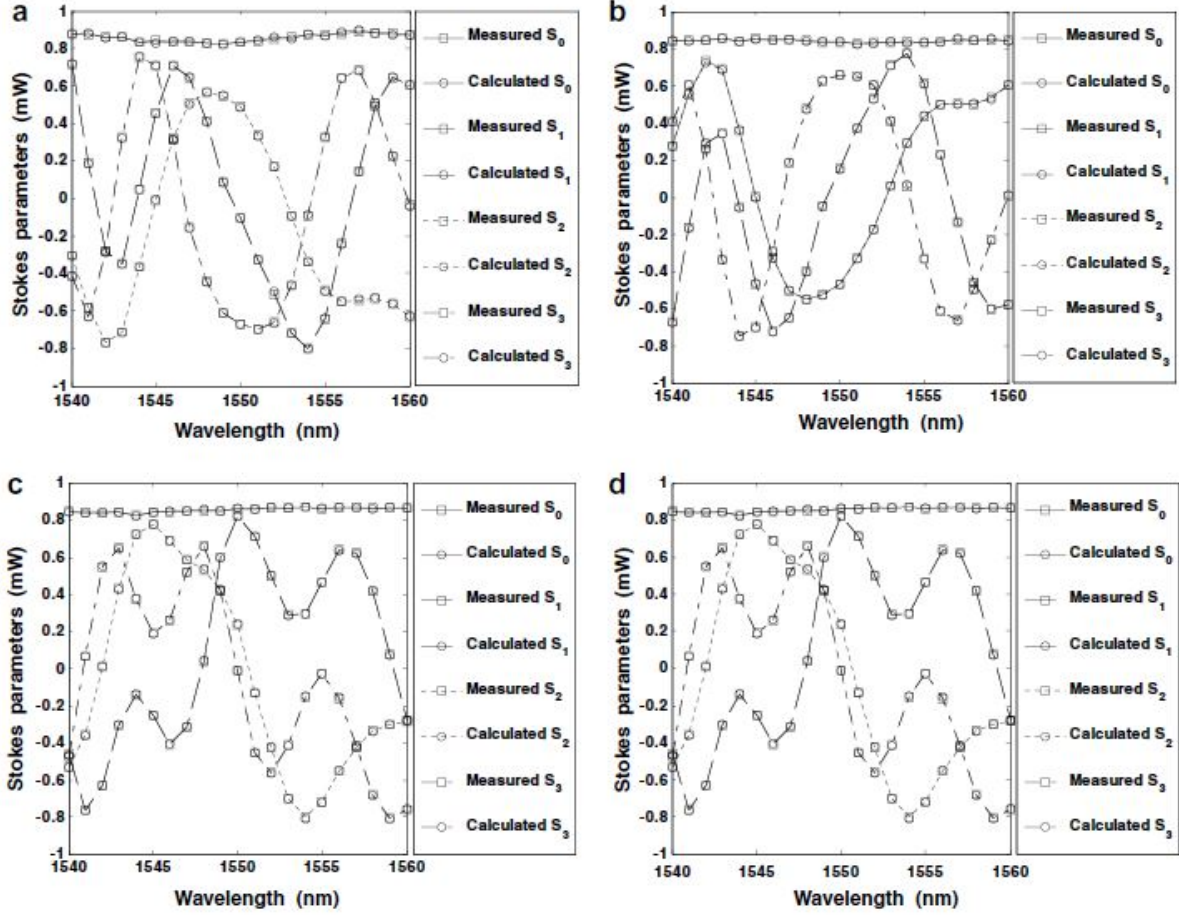 a
1
0.8
0.6
0.4
0.2
0
-0.2
-0.4
-0.6
-0.8
-1
Stokes parameters (mW)
1540
1545
1550
1555
1560
Wavelength (nm)
Measured S0
Calculated S0
Measured S1
Calculated S1
Measured S2
Calculated S2
Measured S3
Calculated S3
b
1
0.8
0.6
0.4
0.2
0
-0.2
-0.4
-0.6
-0.8
-1
Stokes parameters (mW)
1540
1545
1550
1555
1560
Wavelength (nm)
Measured S0
Calculated S0
Measured S1
Calculated S1
Measured S2
Calculated S2
Measured S3
Calculated S3
c
1
0.8
0.6
0.4
0.2
0
-0.2
-0.4
-0.6
-0.8
-1
Stokes parameters (mW)
1540
1545
1550
1555
1560
Wavelength (nm)
Measured S0
Calculated S0
Measured S1
Calculated S1
Measured S2
Calculated S2
Measured S3
Calculated S3
d
1
0.8
0.6
0.4
0.2
0
-0.2
-0.4
-0.6
-0.8
-1
Stokes parameters (mW)
1540
1545
1550
1555
1560
Wavelength (nm)
Measured S0
Calculated S0
Measured S1
Calculated S1
Measured S2
Calculated S2
Measured S3
Calculated S3